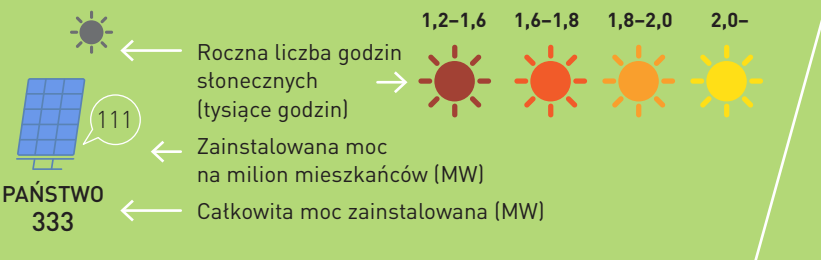 1,2–1,6 1,6–1,8 1,8–2,0 2,0–
Roczna liczba godzin
słonecznych
(tysiące godzin)
111
Zainstalowana moc
na milion mieszkańców (MW)
PAŃSTWO
333
Całkowita moc zainstalowana (MW)